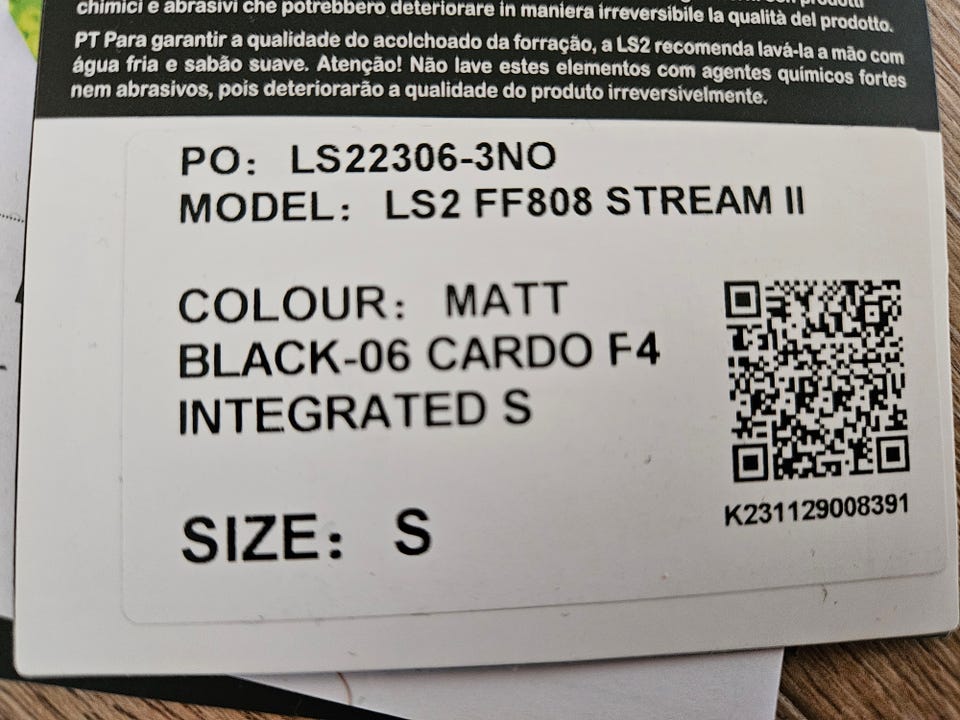 chimici e abrasivi che potrebbero deteriorare in maniera irreversibile la qualità del prodotto.
PT Para garantir a qualidade do acolchoado da forração, a LS2 recomenda lavá-la a mão com
água fria e sabão suave. Atenção! Não lave estes elementos com agentes químicos fortes
nem abrasivos, pois deteriorarão a qualidade do produto irreversivelmente.
PO: LS22306-3NO
MODEL: LS2 FF808 STREAM II
COLOUR: MATT
BLACK-06 CARDO F4
INTEGRATED S
K231129008391
SIZE: S